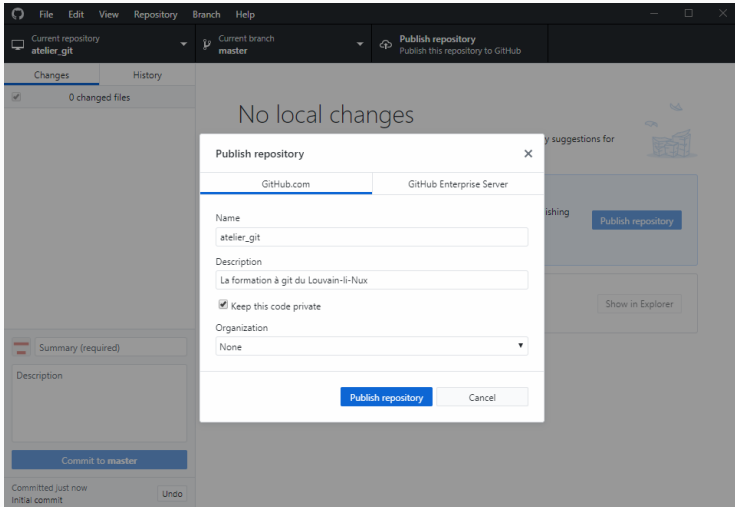 File Edit View Repository Branch Help
Current repository
atelier_git
Current branch
master
Publish repository
Publish this repository to GitHub
Changes History
0 changed files
No local changes
y suggestions for
Publish repository
GitHub.com GitHub Enterprise Server
ishing
Publish repository
Name
atelier_git
Description
La formation à git du Louvain-li-Nux
Keep this code private
Show in Explorer
Organization
None
Summary (required)
Description
Publish repository Cancel
Commit to master
Committed just now
Initial commit
Undo